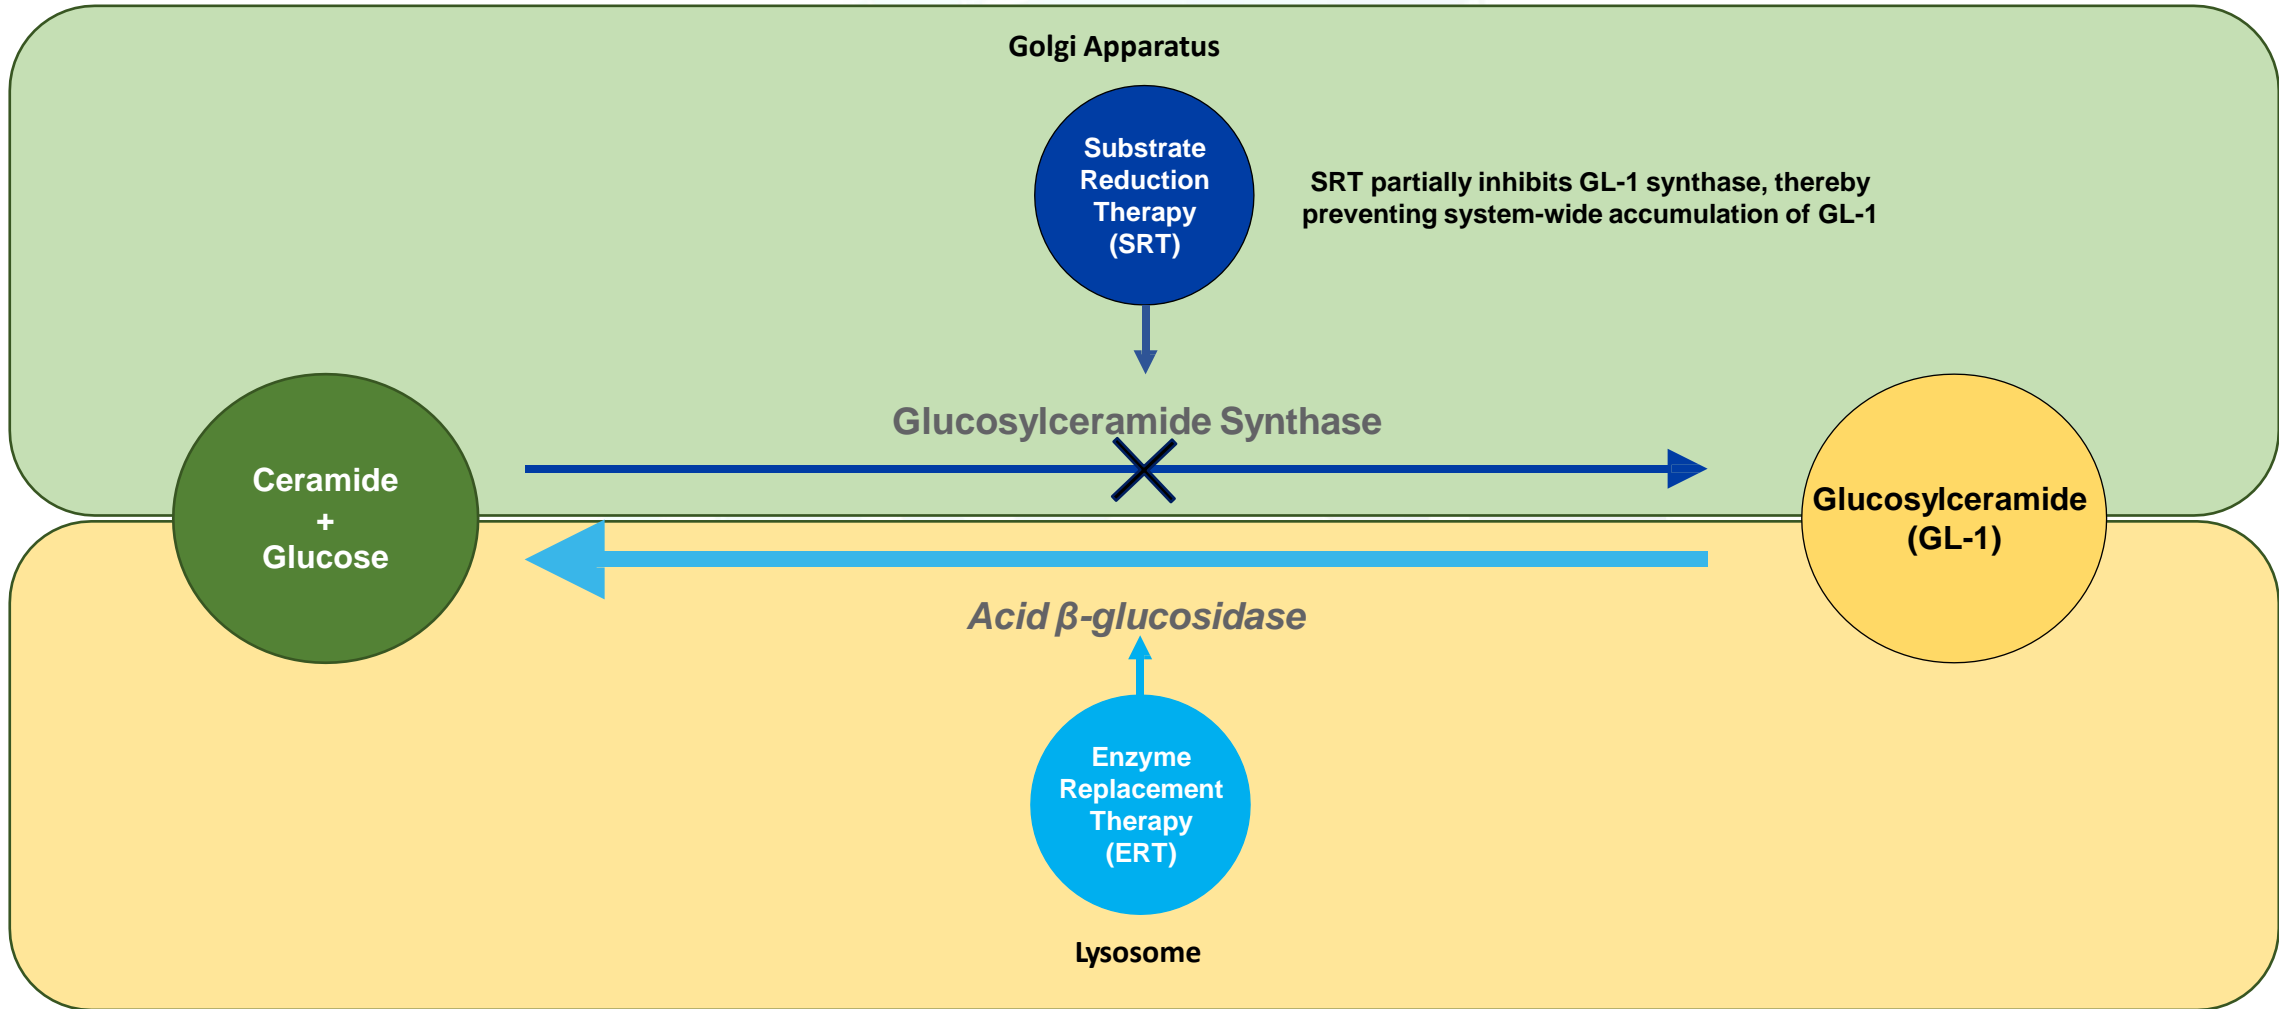 Golgi Apparatus
Substrate
Reduction
Therapy
(SRT)
SRT partially inhibits GL-1 synthase, thereby
preventing system-wide accumulation of GL-1
Glucosylceramide Synthase
Ceramide
+
Glucose
Glucosylceramide
(GL-1)
Acid β-glucosidase
Enzyme
Replacement
Therapy
(ERT)
Lysosome